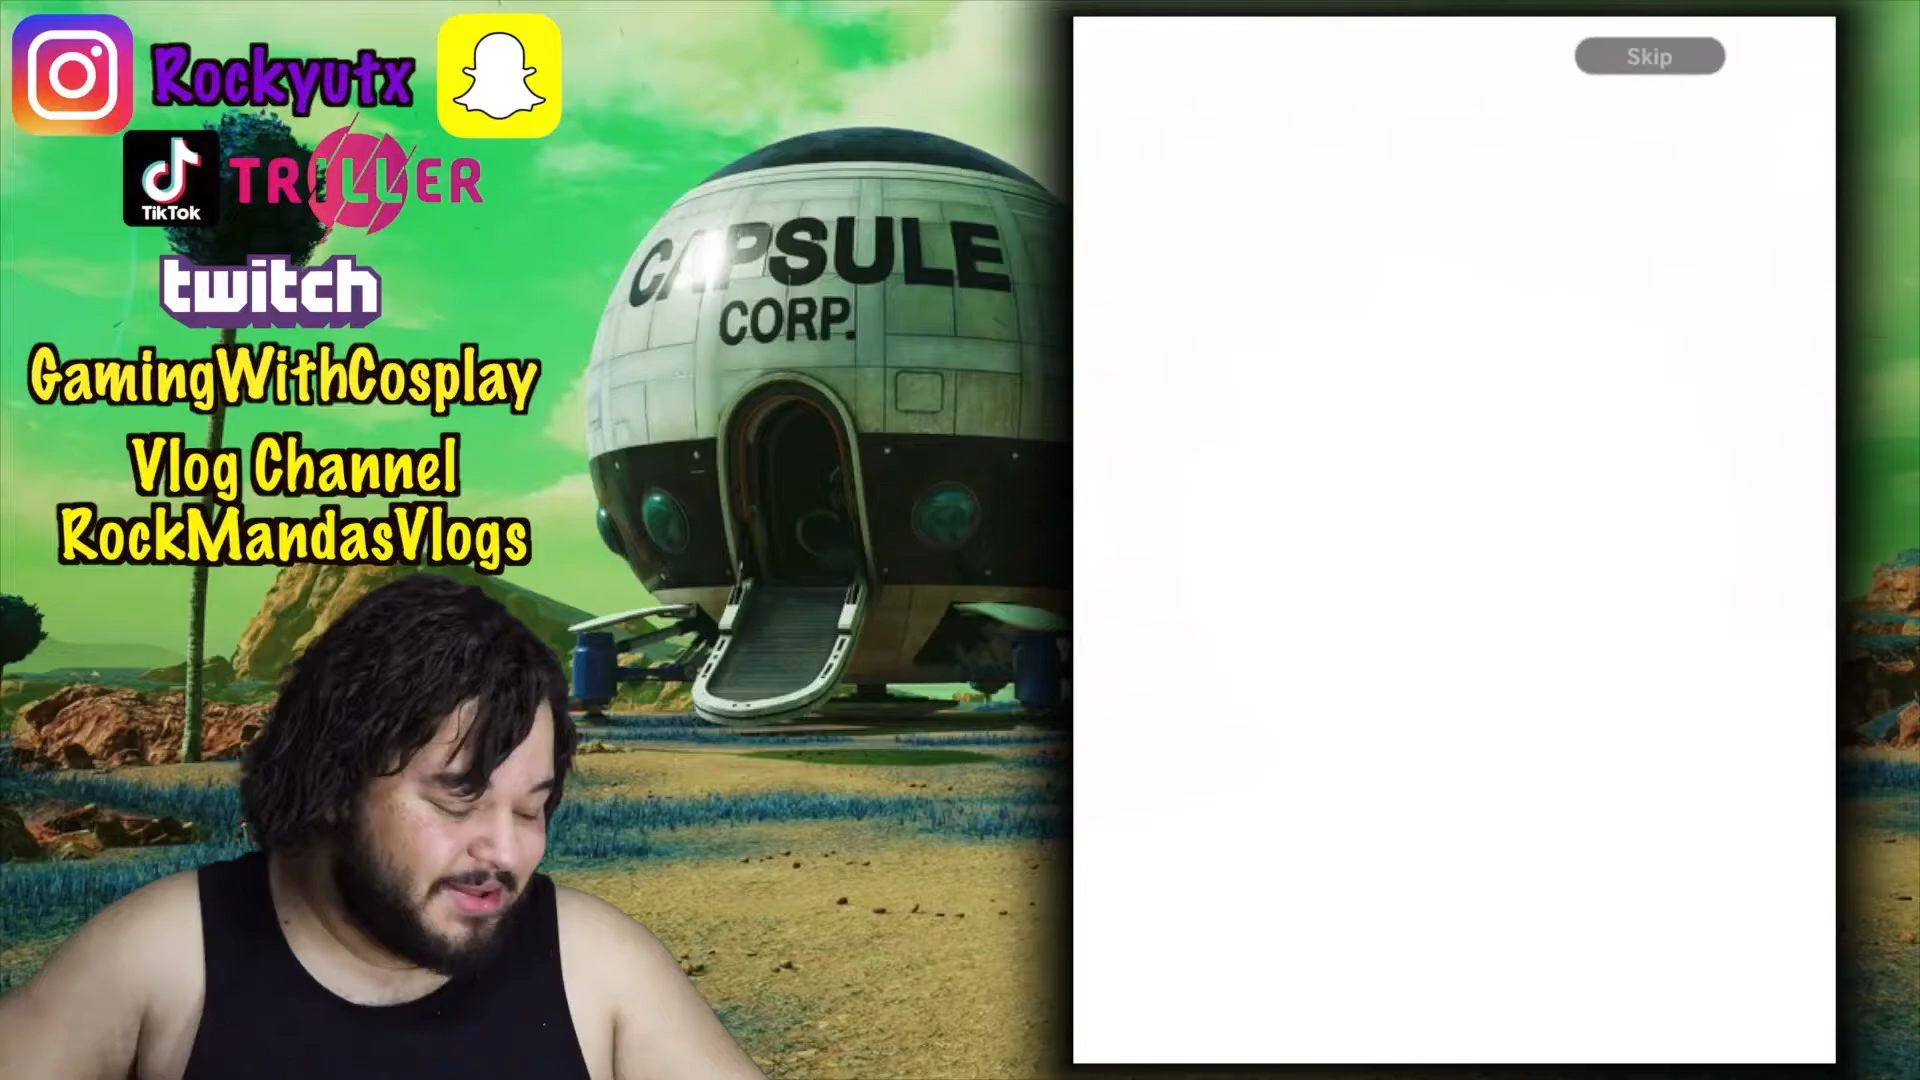 Rockyutx
TikTok
TRILLER
twitch
GamingWithCosplay
Vlog Channel
RockMandasVlogs
CAPSULE
CORP.
Skip